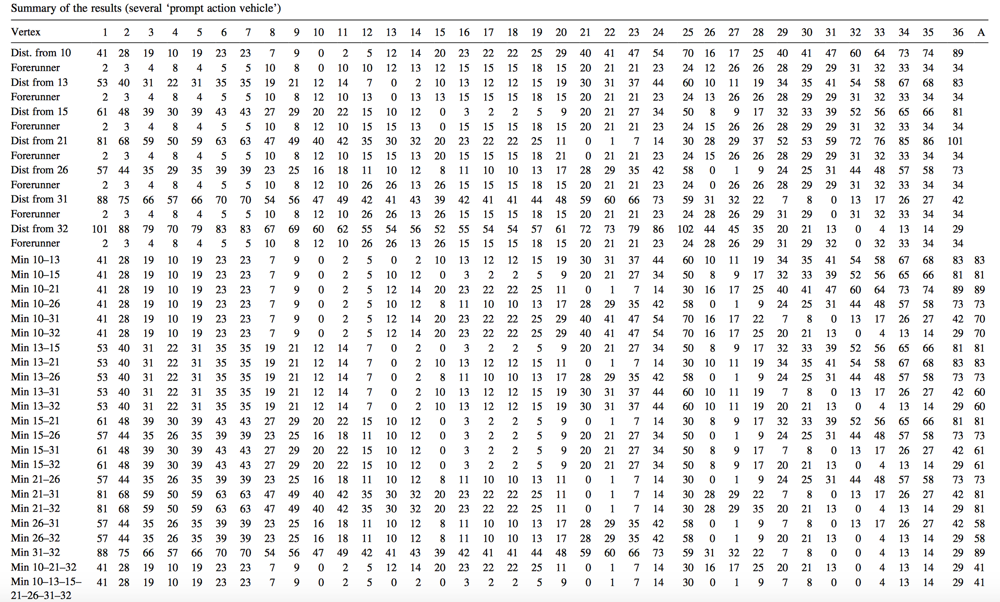 Summary of the results (several ‘prompt action vehicle’)
Vertex 1 2 3 4 5 6 7 8 9 10 11 12 13 14 15 16 17 18 19 20 21 22 23 24 25 26 27 28 29 30 31 32 33 34 35 36 A
Dist. from 10 41 28 19 10 19 23 23 7 9 0 2 5 12 14 20 23 22 22 25 29 40 41 47 54 70 16 17 25 40 41 47 60 64 73 74 89
Forerunner 2 3 4 8 4 5 5 10 8 0 10 10 12 13 12 15 15 15 18 15 20 21 21 23 24 12 26 26 28 29 29 31 32 33 34 34
Dist from 13 53 40 31 22 31 35 35 19 21 12 14 7 0 2 10 13 12 12 15 19 30 31 37 44 60 10 11 19 34 35 41 54 58 67 68 83
Forerunner 2 3 4 8 4 5 5 10 8 12 10 13 0 13 13 15 15 15 18 15 20 21 21 23 24 13 26 26 28 29 29 31 32 33 34 34
Dist from 15 61 48 39 30 39 43 43 27 29 20 22 15 10 12 0 3 2 2 5 9 20 21 27 34 50 8 9 17 32 33 39 52 56 65 66 81
Forerunner 2 3 4 8 4 5 5 10 8 12 10 15 15 13 0 15 15 15 18 15 20 21 21 23 24 15 26 26 28 29 29 31 32 33 34 34
Dist from 21 81 68 59 50 59 63 63 47 49 40 42 35 30 32 20 23 22 22 25 11 0 1 7 14 30 28 29 37 52 53 59 72 76 85 86 101
Forerunner 2 3 4 8 4 5 5 10 8 12 10 15 15 13 20 15 15 15 18 21 0 21 21 23 24 15 26 26 28 29 29 31 32 33 34 34
Dist from 26 57 44 35 29 35 39 39 23 25 16 18 11 10 12 8 11 10 10 13 17 28 29 35 42 58 0 1 9 24 25 31 44 48 57 58 73
Forerunner 2 3 4 8 4 5 5 10 8 12 10 26 26 13 26 15 15 15 18 15 20 21 21 23 24 0 26 26 28 29 29 31 32 33 34 34
Dist from 31 88 75 66 57 66 70 70 54 56 47 49 42 41 43 39 42 41 41 44 48 59 60 66 73 59 31 32 22 7 8 0 13 17 26 27 42
Forerunner 2 3 4 8 4 5 5 10 8 12 10 26 26 13 26 15 15 15 18 15 20 21 21 23 24 28 26 29 31 29 0 31 32 33 34 34
Dist from 32 101 88 79 70 79 83 83 67 69 60 62 55 54 56 52 55 54 54 57 61 72 73 79 86 102 44 45 35 20 21 13 0 4 13 14 29
Forerunner 2 3 4 8 4 5 5 10 8 12 10 26 26 13 26 15 15 15 18 15 20 21 21 23 24 28 26 29 31 29 32 0 32 33 34 34
Min 10–13 41 28 19 10 19 23 23 7 9 0 2 5 0 2 10 13 12 12 15 19 30 31 37 44 60 10 11 19 34 35 41 54 58 67 68 83 83
Min 10–15 41 28 19 10 19 23 23 7 9 0 2 5 10 12 0 3 2 2 5 9 20 21 27 34 50 8 9 17 32 33 39 52 56 65 66 81 81
Min 10–21 41 28 19 10 19 23 23 7 9 0 2 5 12 14 20 23 22 22 25 11 0 1 7 14 30 16 17 25 40 41 47 60 64 73 74 89 89
Min 10–26 41 28 19 10 19 23 23 7 9 0 2 5 10 12 8 11 10 10 13 17 28 29 35 42 58 0 1 9 24 25 31 44 48 57 58 73 73
Min 10–31 41 28 19 10 19 23 23 7 9 0 2 5 12 14 20 23 22 22 25 29 40 41 47 54 70 16 17 22 7 8 0 13 17 26 27 42 70
Min 10–32 41 28 19 10 19 23 23 7 9 0 2 5 12 14 20 23 22 22 25 29 40 41 47 54 70 16 17 25 20 21 13 0 4 13 14 29 70
Min 13–15 53 40 31 22 31 35 35 19 21 12 14 7 0 2 0 3 2 2 5 9 20 21 27 34 50 8 9 17 32 33 39 52 56 65 66 81 81
Min 13–21 53 40 31 22 31 35 35 19 21 12 14 7 0 2 10 13 12 12 15 11 0 1 7 14 30 10 11 19 34 35 41 54 58 67 68 83 83
Min 13–26 53 40 31 22 31 35 35 19 21 12 14 7 0 2 8 11 10 10 13 17 28 29 35 42 58 0 1 9 24 25 31 44 48 57 58 73 73
Min 13–31 53 40 31 22 31 35 35 19 21 12 14 7 0 2 10 13 12 12 15 19 30 31 37 44 60 10 11 19 7 8 0 13 17 26 27 42 60
Min 13–32 53 40 31 22 31 35 35 19 21 12 14 7 0 2 10 13 12 12 15 19 30 31 37 44 60 10 11 19 20 21 13 0 4 13 14 29 60
Min 15–21 61 48 39 30 39 43 43 27 29 20 22 15 10 12 0 3 2 2 5 9 0 1 7 14 30 8 9 17 32 33 39 52 56 65 66 81 81
Min 15–26 57 44 35 26 35 39 39 23 25 16 18 11 10 12 0 3 2 2 5 9 20 21 27 34 50 0 1 9 24 25 31 44 48 57 58 73 73
Min 15–31 61 48 39 30 39 43 43 27 29 20 22 15 10 12 0 3 2 2 5 9 20 21 27 34 50 8 9 17 7 8 0 13 17 26 27 42 61
Min 15–32 61 48 39 30 39 43 43 27 29 20 22 15 10 12 0 3 2 2 5 9 20 21 27 34 50 8 9 17 20 21 13 0 4 13 14 29 61
Min 21–26 57 44 35 26 35 39 39 23 25 16 18 11 10 12 8 11 10 10 13 11 0 1 7 14 30 0 1 9 24 25 31 44 48 57 58 73 73
Min 21–31 81 68 59 50 59 63 63 47 49 40 42 35 30 32 20 23 22 22 25 11 0 1 7 14 30 28 29 22 7 8 0 13 17 26 27 42 81
Min 21–32 81 68 59 50 59 63 63 47 49 40 42 35 30 32 20 23 22 22 25 11 0 1 7 14 30 28 29 35 20 21 13 0 4 13 14 29 81
Min 26–31 57 44 35 26 35 39 39 23 25 16 18 11 10 12 8 11 10 10 13 17 28 29 35 42 58 0 1 9 7 8 0 13 17 26 27 42 58
Min 26–32 57 44 35 26 35 39 39 23 25 16 18 11 10 12 8 11 10 10 13 17 28 29 35 42 58 0 1 9 20 21 13 0 4 13 14 29 58
Min 31–32 88 75 66 57 66 70 70 54 56 47 49 42 41 43 39 42 41 41 44 48 59 60 66 73 59 31 32 22 7 8 0 0 4 13 14 29 89
Min 10–21–32 41 28 19 10 19 23 23 7 9 0 2 5 12 14 20 23 22 22 25 11 0 1 7 14 30 16 17 25 20 21 13 0 4 13 14 29 41
Min 10–13–15– 41 28 19 10 19 23 23 7 9 0 2 5 0 2 0 3 2 2 5 9 0 1 7 14 30 0 1 9 7 8 0 0 4 13 14 29 41
21–26–31–32